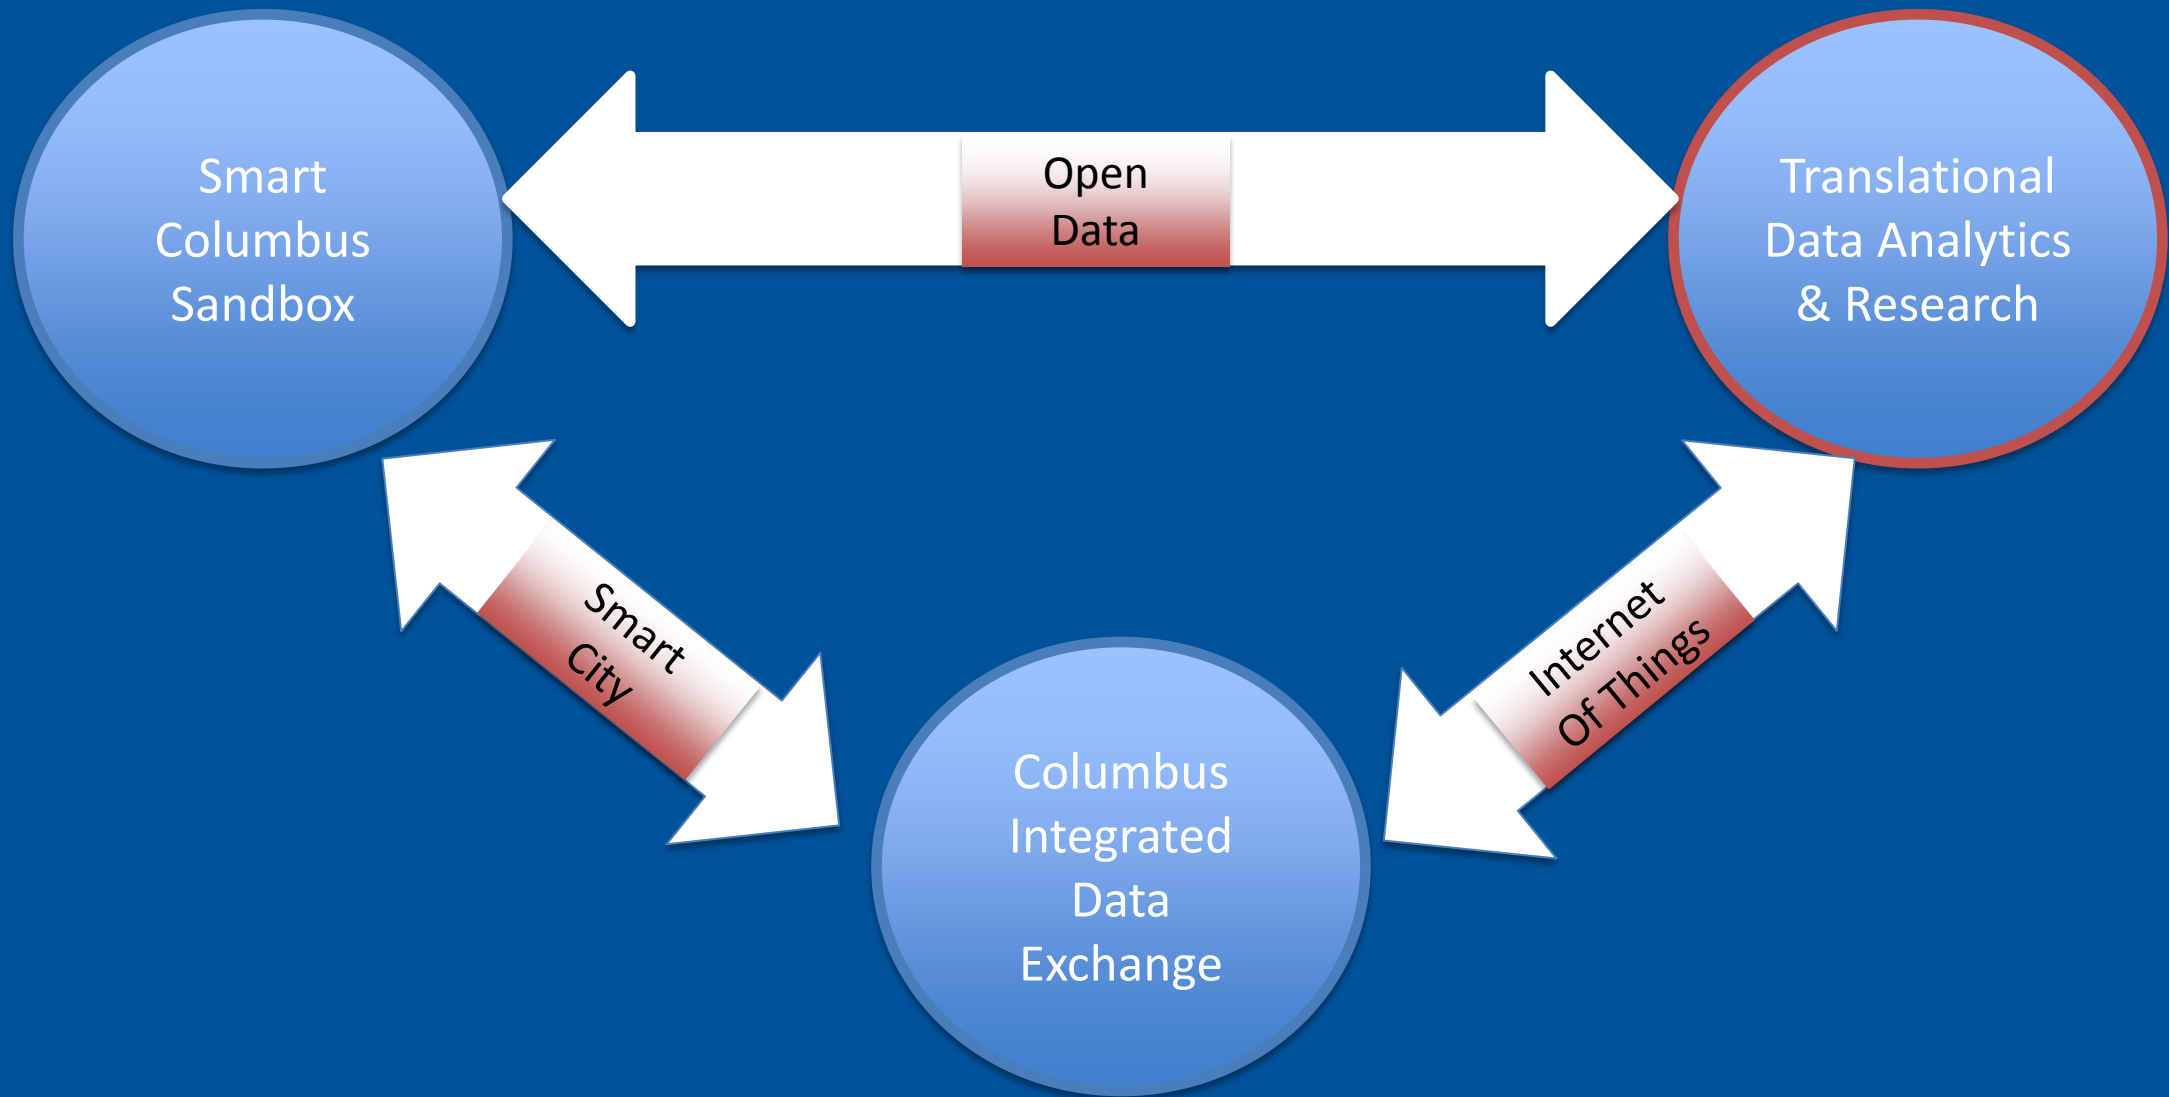 Smart
Columbus
Sandbox
Open
Data
Translational
Data Analytics
& Research
Smart
City
Internet
Of Things
Columbus
Integrated
Data
Exchange